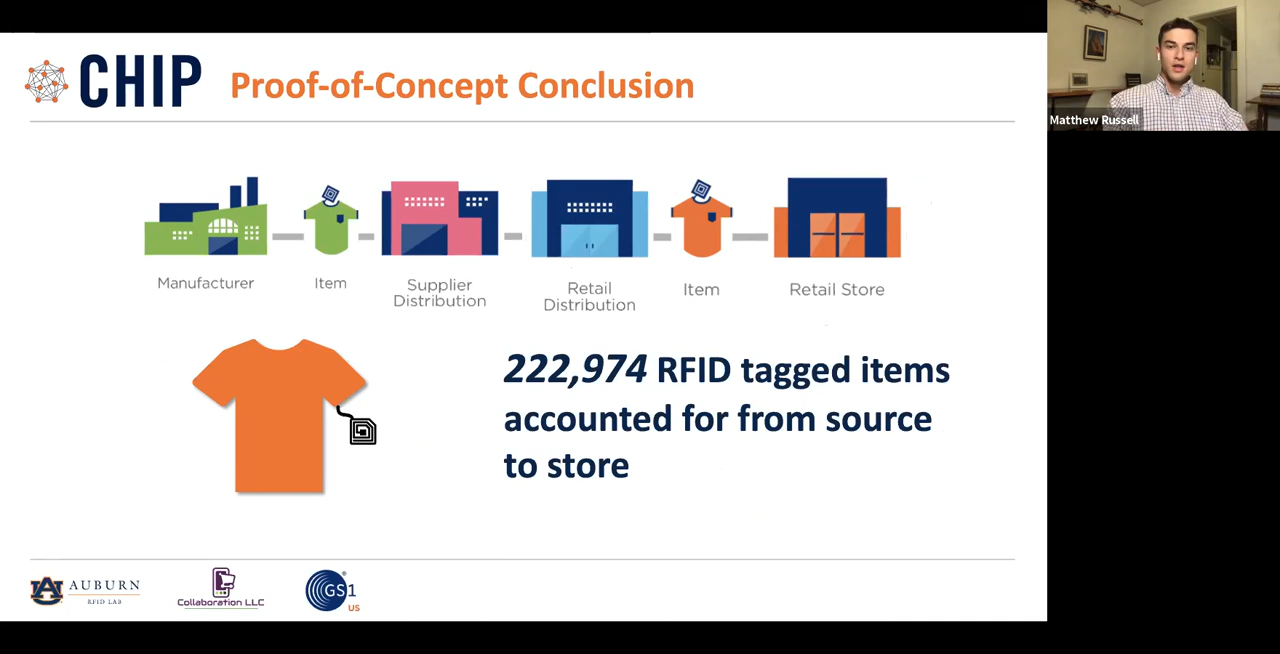 CHIP Proof-of-Concept Conclusion
Matthew Russell
Manufacturer
Item
Supplier
Distribution
Retail
Distribution
Item
Retail Store
222,974 RFID tagged items
accounted for from source
to store
AUBURN
RFID LAB
Collaboration LLC
GS1
US